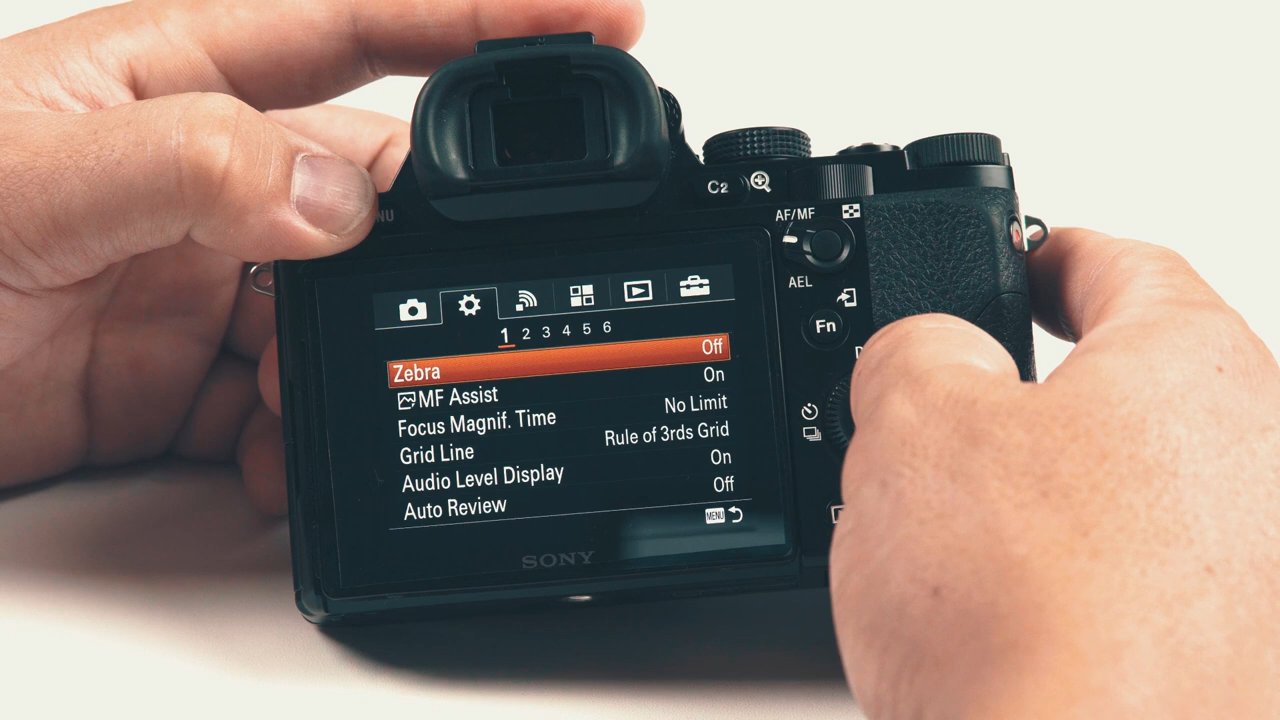 C2
NU
AF/MF
AEL
Fn
1 2 3 4 5 6
Zebra Off
MF Assist On
Focus Magnif. Time No Limit
Grid Line Rule of 3rds Grid
Audio Level Display On
Auto Review Off
MENU
SONY